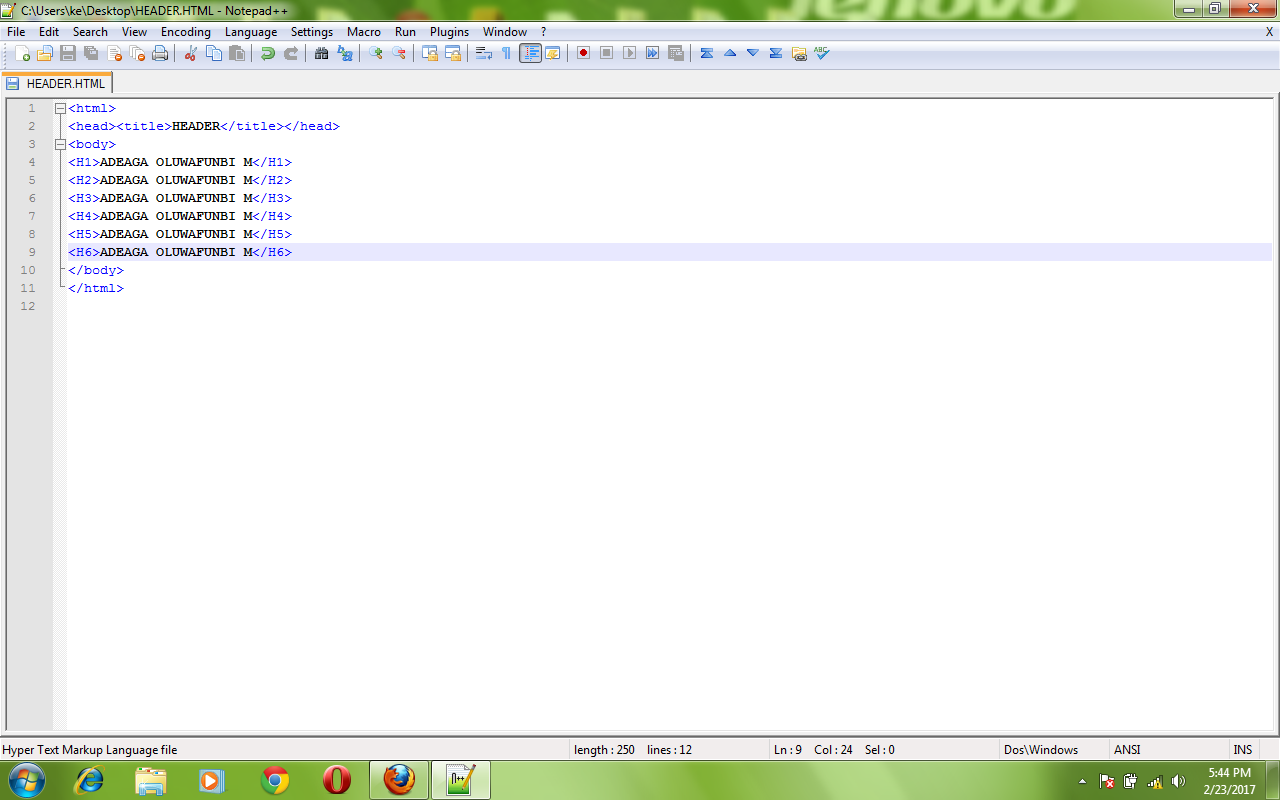 C:\Users\ke\Desktop\HEADER.HTML - Notepad++
lenovo
File Edit Search View Encoding Language Settings Macro Run Plugins Window ? X
HEADER.HTML
1 <html>
2 <head><title>HEADER</title></head>
3 <body>
4 <H1>ADEAGA OLUWAFUNBI M</H1>
5 <H2>ADEAGA OLUWAFUNBI M</H2>
6 <H3>ADEAGA OLUWAFUNBI M</H3>
7 <H4>ADEAGA OLUWAFUNBI M</H4>
8 <H5>ADEAGA OLUWAFUNBI M</H5>
9 <H6>ADEAGA OLUWAFUNBI M</H6>
10 </body>
11 </html>
12
Hyper Text Markup Language file length : 250 lines : 12 Ln : 9 Col : 24 Sel : 0 Dos\Windows ANSI INS
5:44 PM
2/23/2017